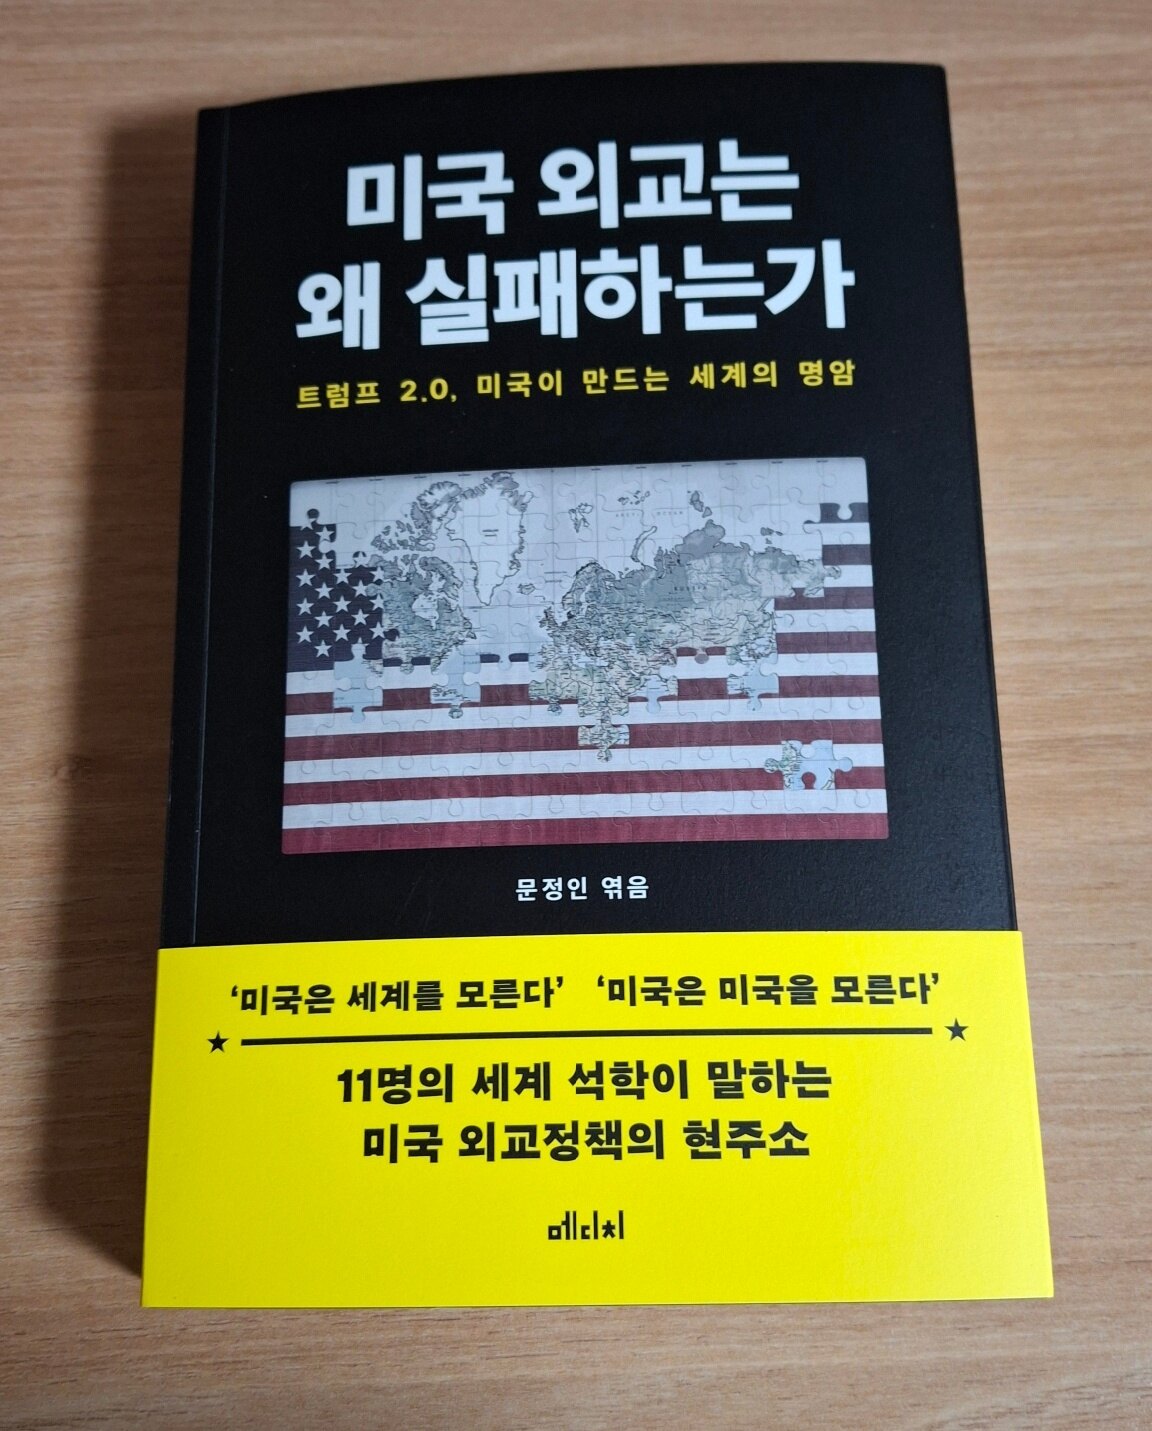 미국 외교는
왜 실패하는가
트럼프 2.0, 미국이 만드는 세계의 명암
문정인 엮음
‘미국은 세계를 모른다’ ‘미국은 미국을 모른다’
11명의 세계 석학이 말하는
미국 외교정책의 현주소
메디치